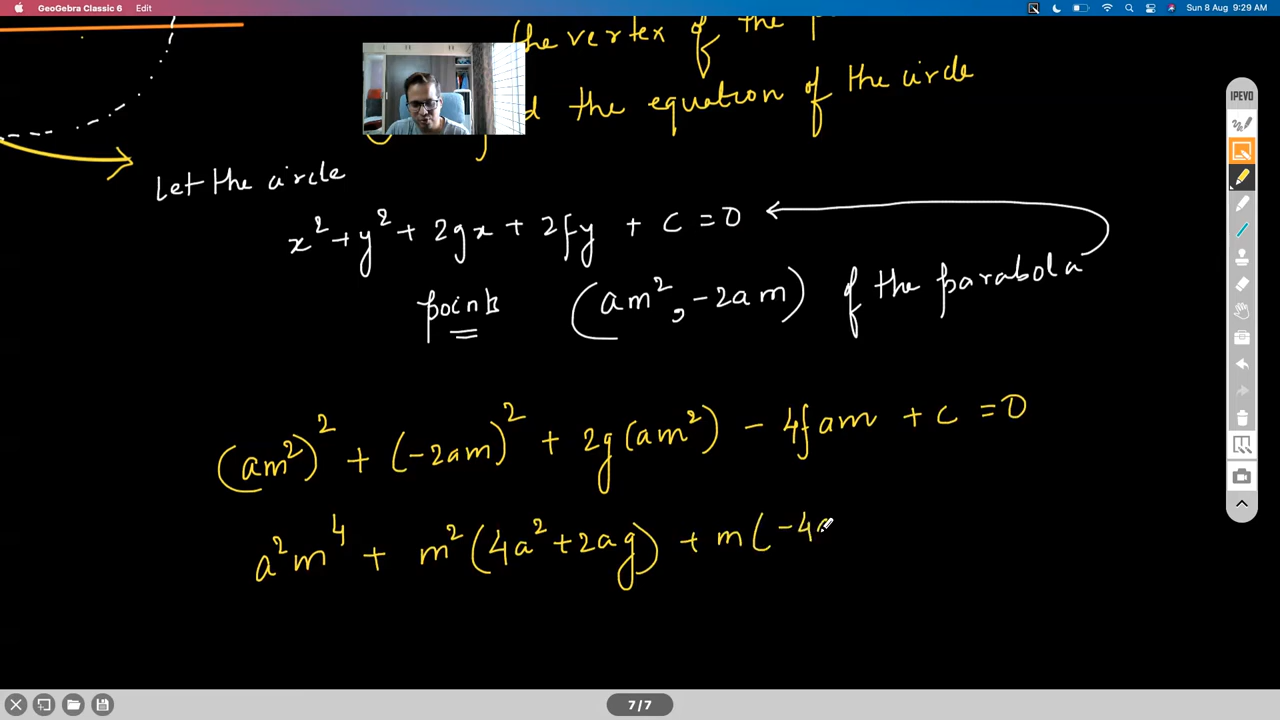 GeoGebra Classic 6 Edit Sun 8 Aug 9:29 AM
the vertex of the
the equation of the circle
IPEVO
Let the circle
x² + y² + 2gx + 2fy + c = 0
points (am², -2am) of the parabola
(am²)² + (-2am)² + 2g(am²) - 4fam + c = 0
a²m⁴ + m²(4a² + 2ag) + m(-4a
7/7